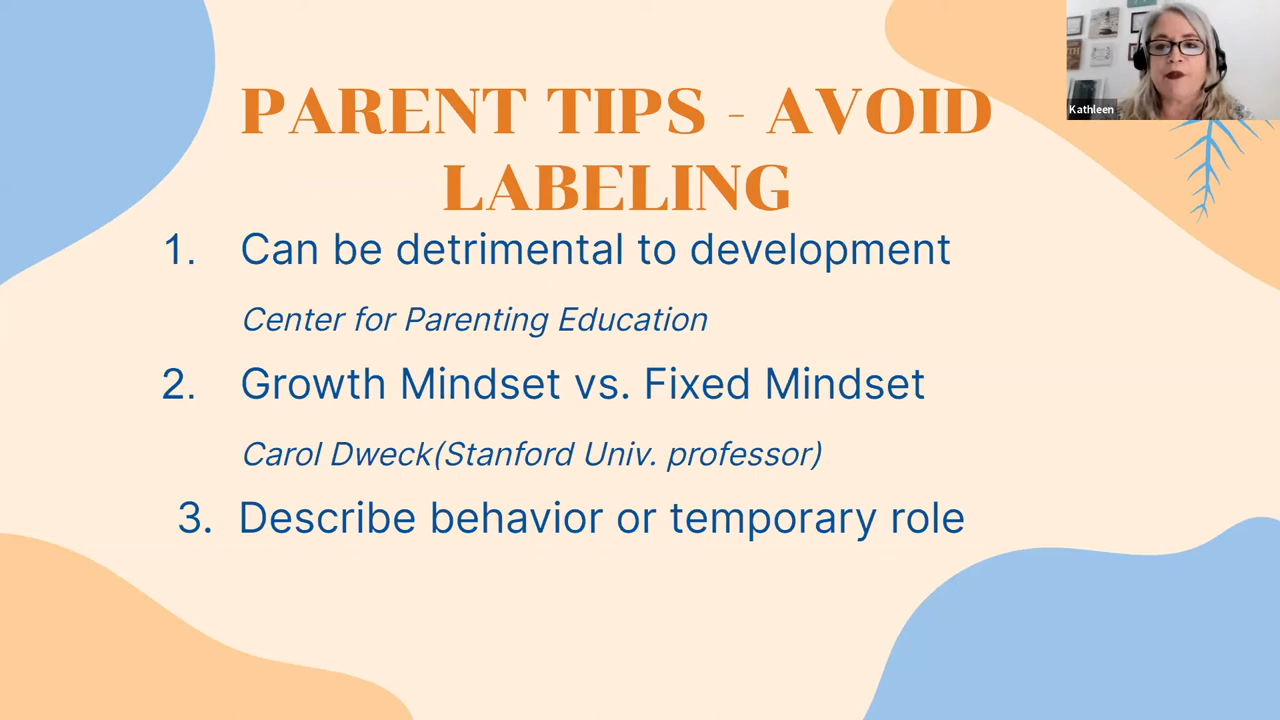 Kathleen
PARENT TIPS - AVOID
LABELING
1. Can be detrimental to development
Center for Parenting Education
2. Growth Mindset vs. Fixed Mindset
Carol Dweck(Stanford Univ. professor)
3. Describe behavior or temporary role